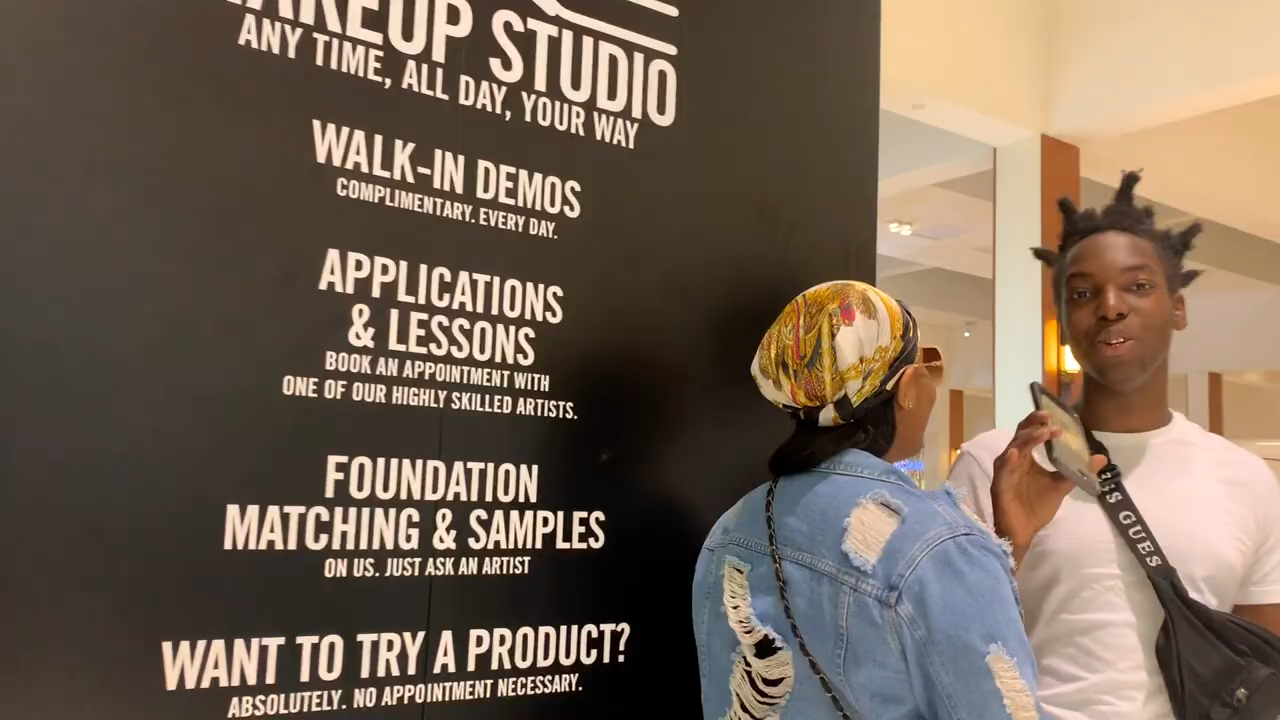 STUDIO
ANY TIME, ALL DAY, YOUR WAY
WALK-IN DEMOS
COMPLIMENTARY. EVERY DAY.
APPLICATIONS
& LESSONS
BOOK AN APPOINTMENT WITH
ONE OF OUR HIGHLY SKILLED ARTISTS.
FOUNDATION
MATCHING & SAMPLES
ON US. JUST ASK AN ARTIST
WANT TO TRY A PRODUCT?
ABSOLUTELY. NO APPOINTMENT NECESSARY.
GUESS